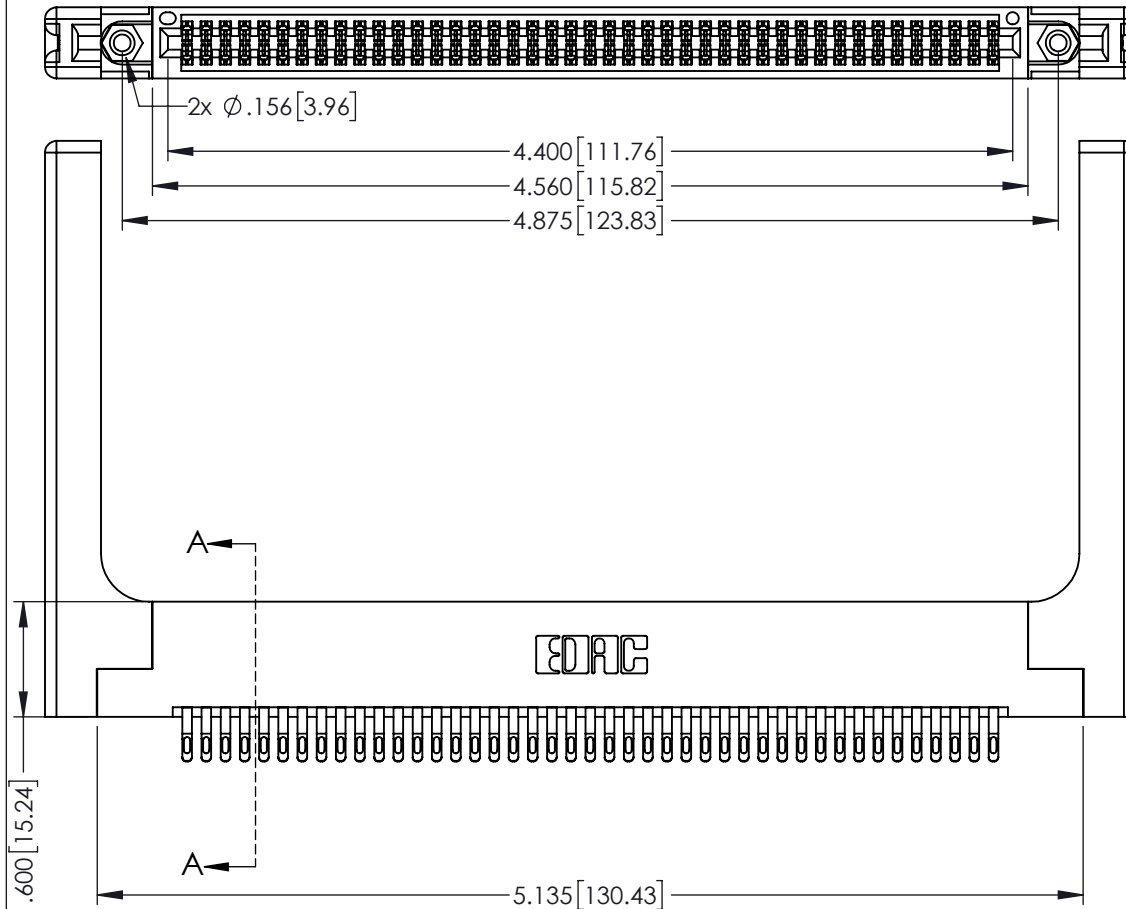 2x Ø.156[3.96]
4.400[111.76]
4.560[115.82]
4.875[123.83]
A
EDAC
.600[15.24]
A
5.135[130.43]